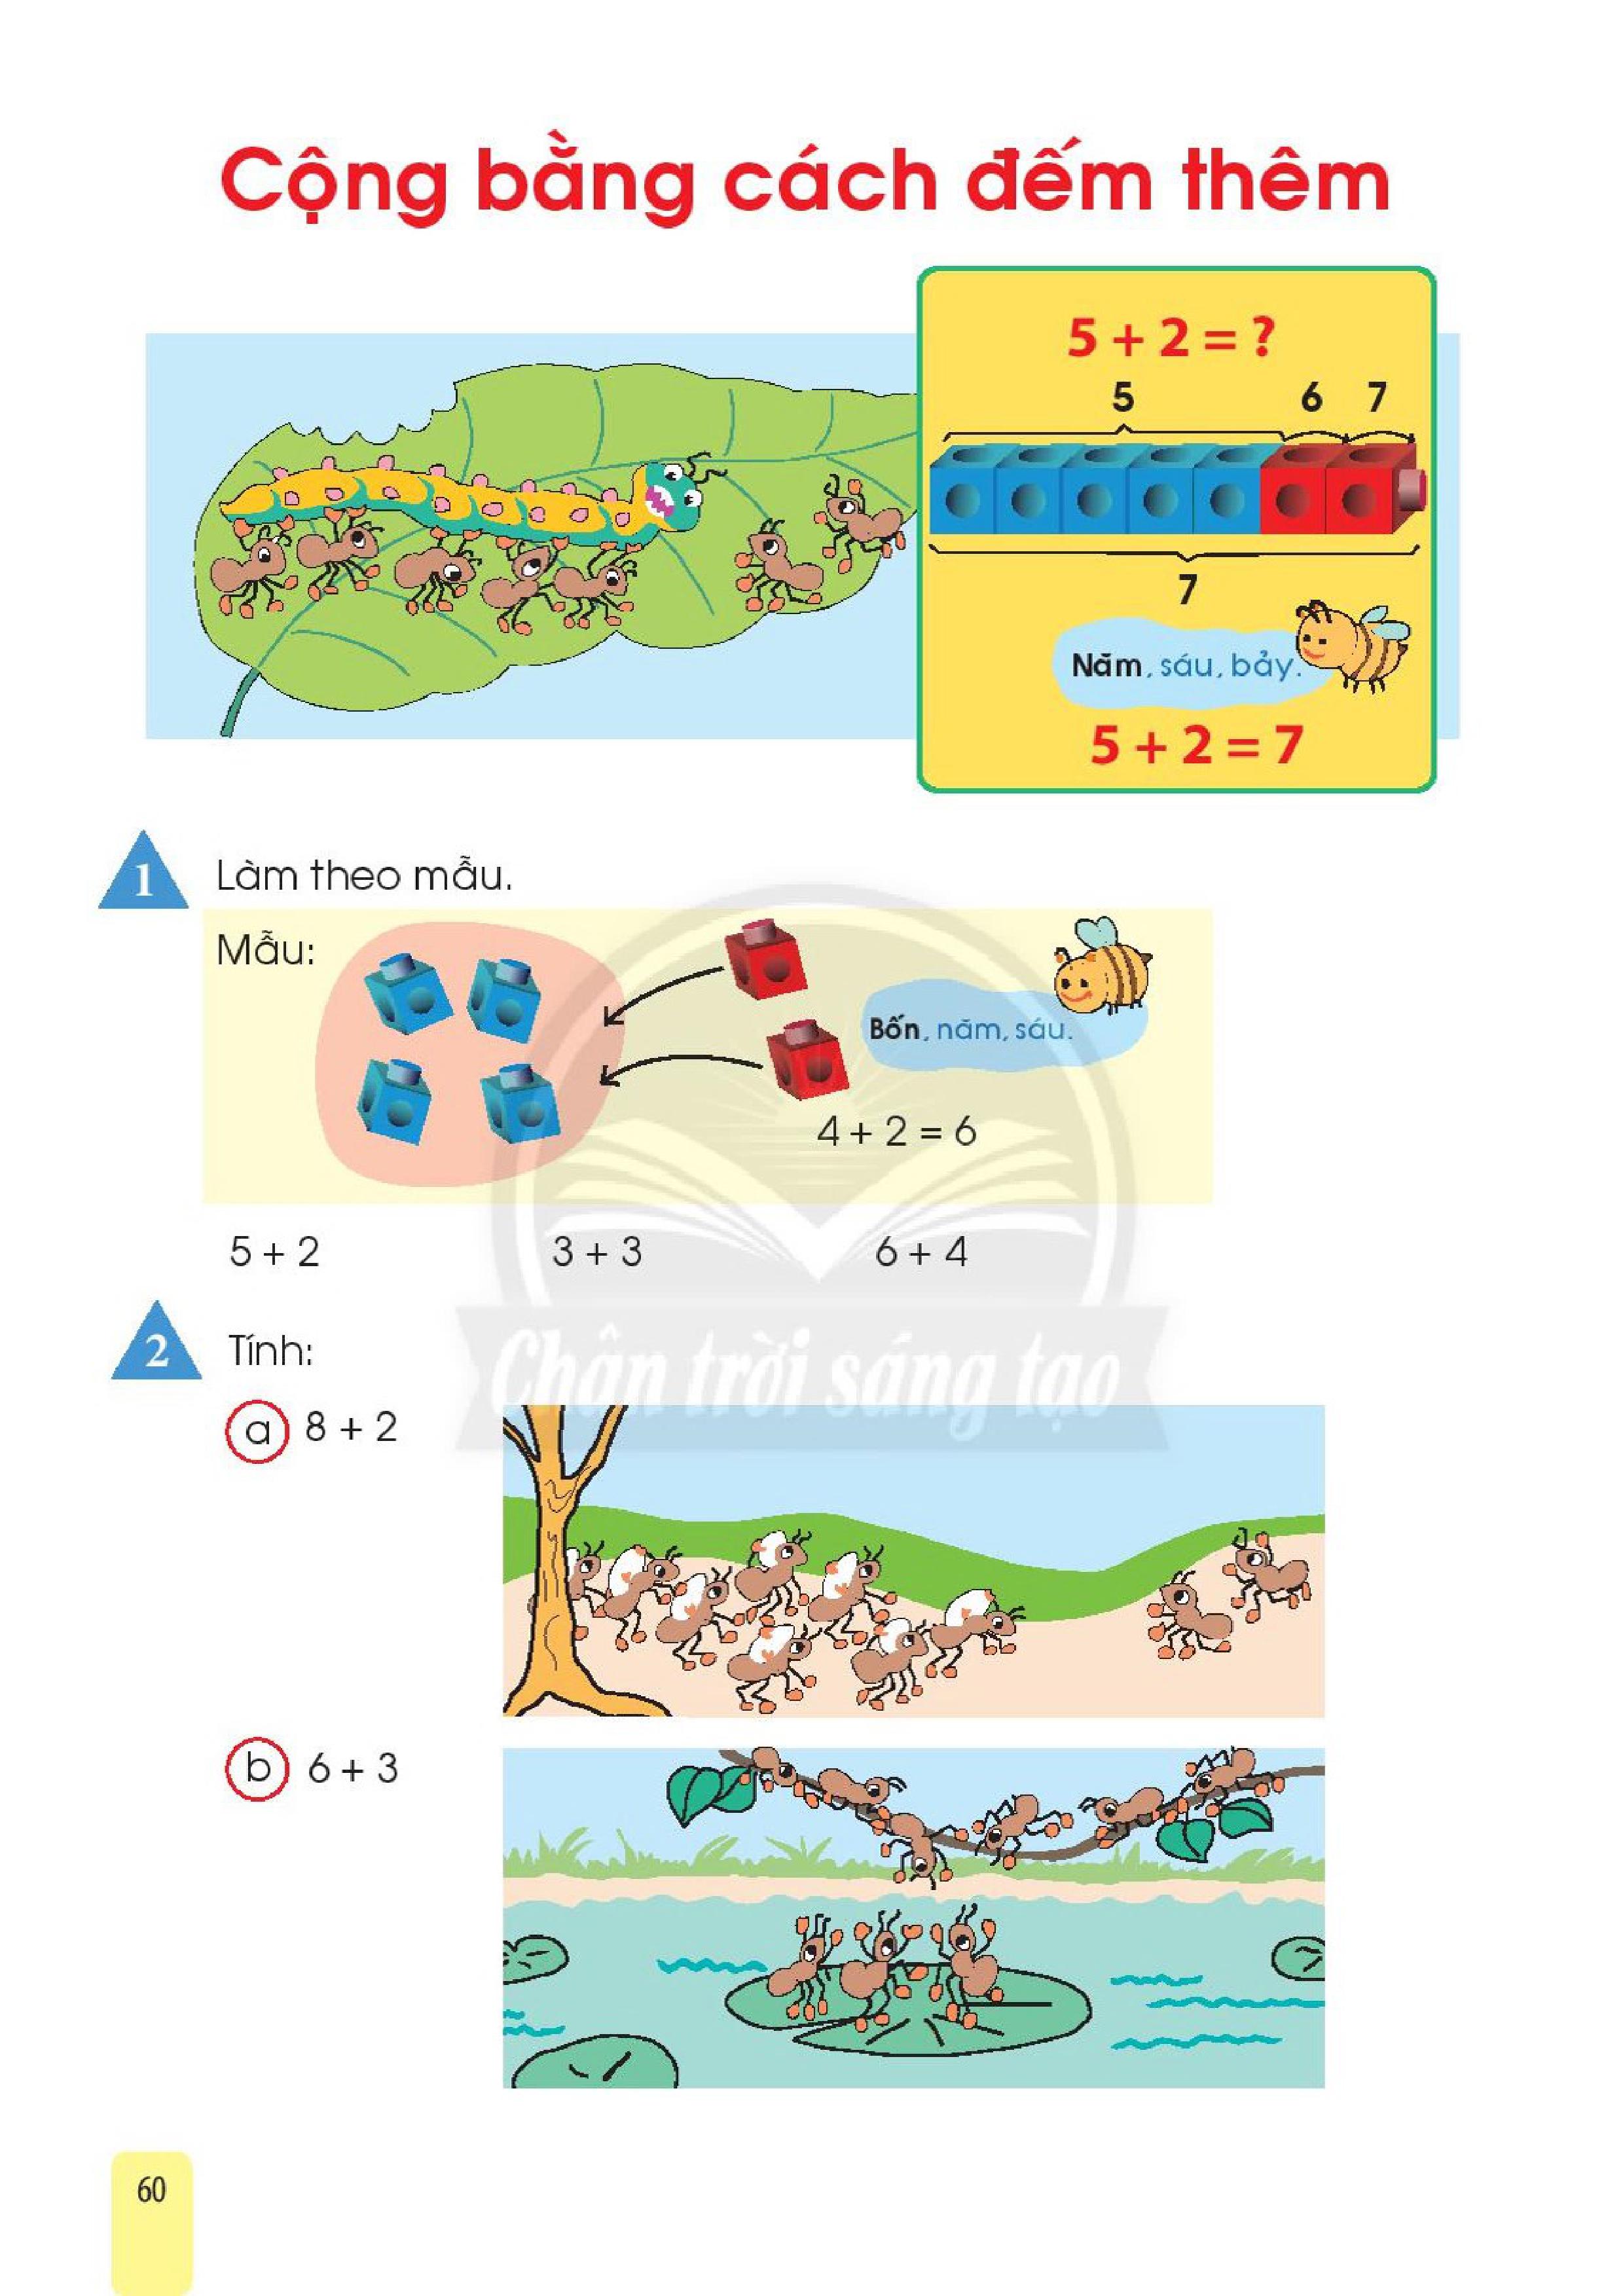 Cộng bằng cách đếm thêm
5 + 2 = ?
5 6 7
7
Năm, sáu, bảy.
5 + 2 = 7
1 Làm theo mẫu.
Mẫu:
Bốn, năm, sáu.
4 + 2 = 6
5 + 2 3 + 3 6 + 4
Chân trời sáng tạo
2 Tính:
a 8 + 2
b 6 + 3
60